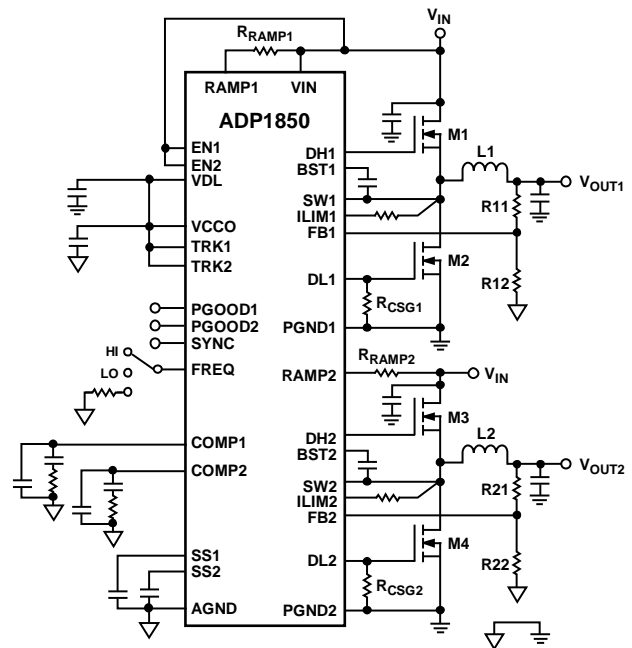 V_IN
R_RAMP1
RAMP1 VIN
ADP1850
EN1
EN2
VDL
VCCO
TRK1
TRK2
PGOOD1
PGOOD2
SYNC
HI
LO
FREQ
COMP1
COMP2
SS1
SS2
AGND
DH1
BST1
SW1
ILIM1
FB1
DL1
PGND1
RAMP2
DH2
BST2
SW2
ILIM2
FB2
DL2
PGND2
M1
L1
V_OUT1
R11
M2
R12
R_CSG1
R_RAMP2
V_IN
M3
L2
V_OUT2
R21
M4
R22
R_CSG2